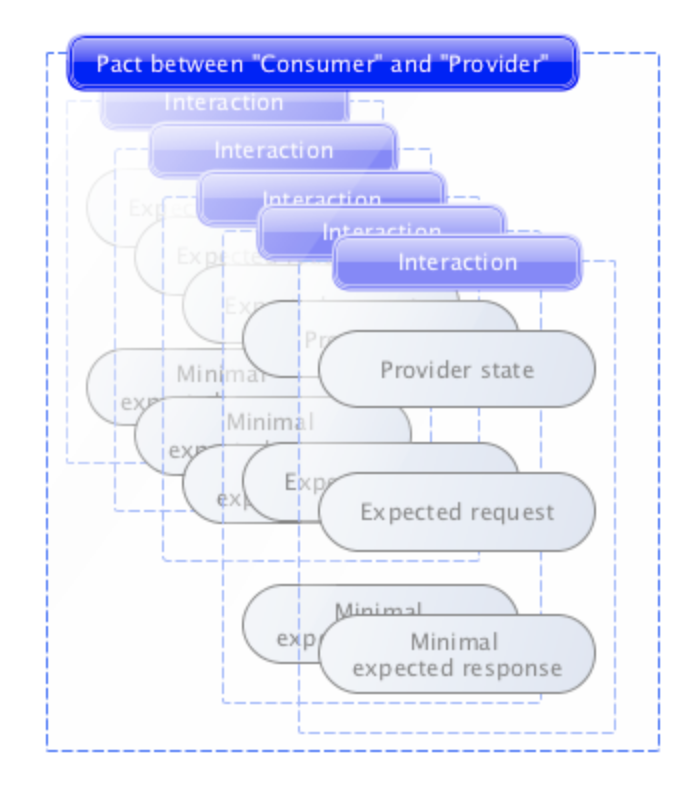 Pact between "Consumer" and "Provider"
Interaction
Interaction
Interaction
Interaction
Interaction
Provider state
Minimal
Minimal
Expected request
Minimal
Minimal
expected response